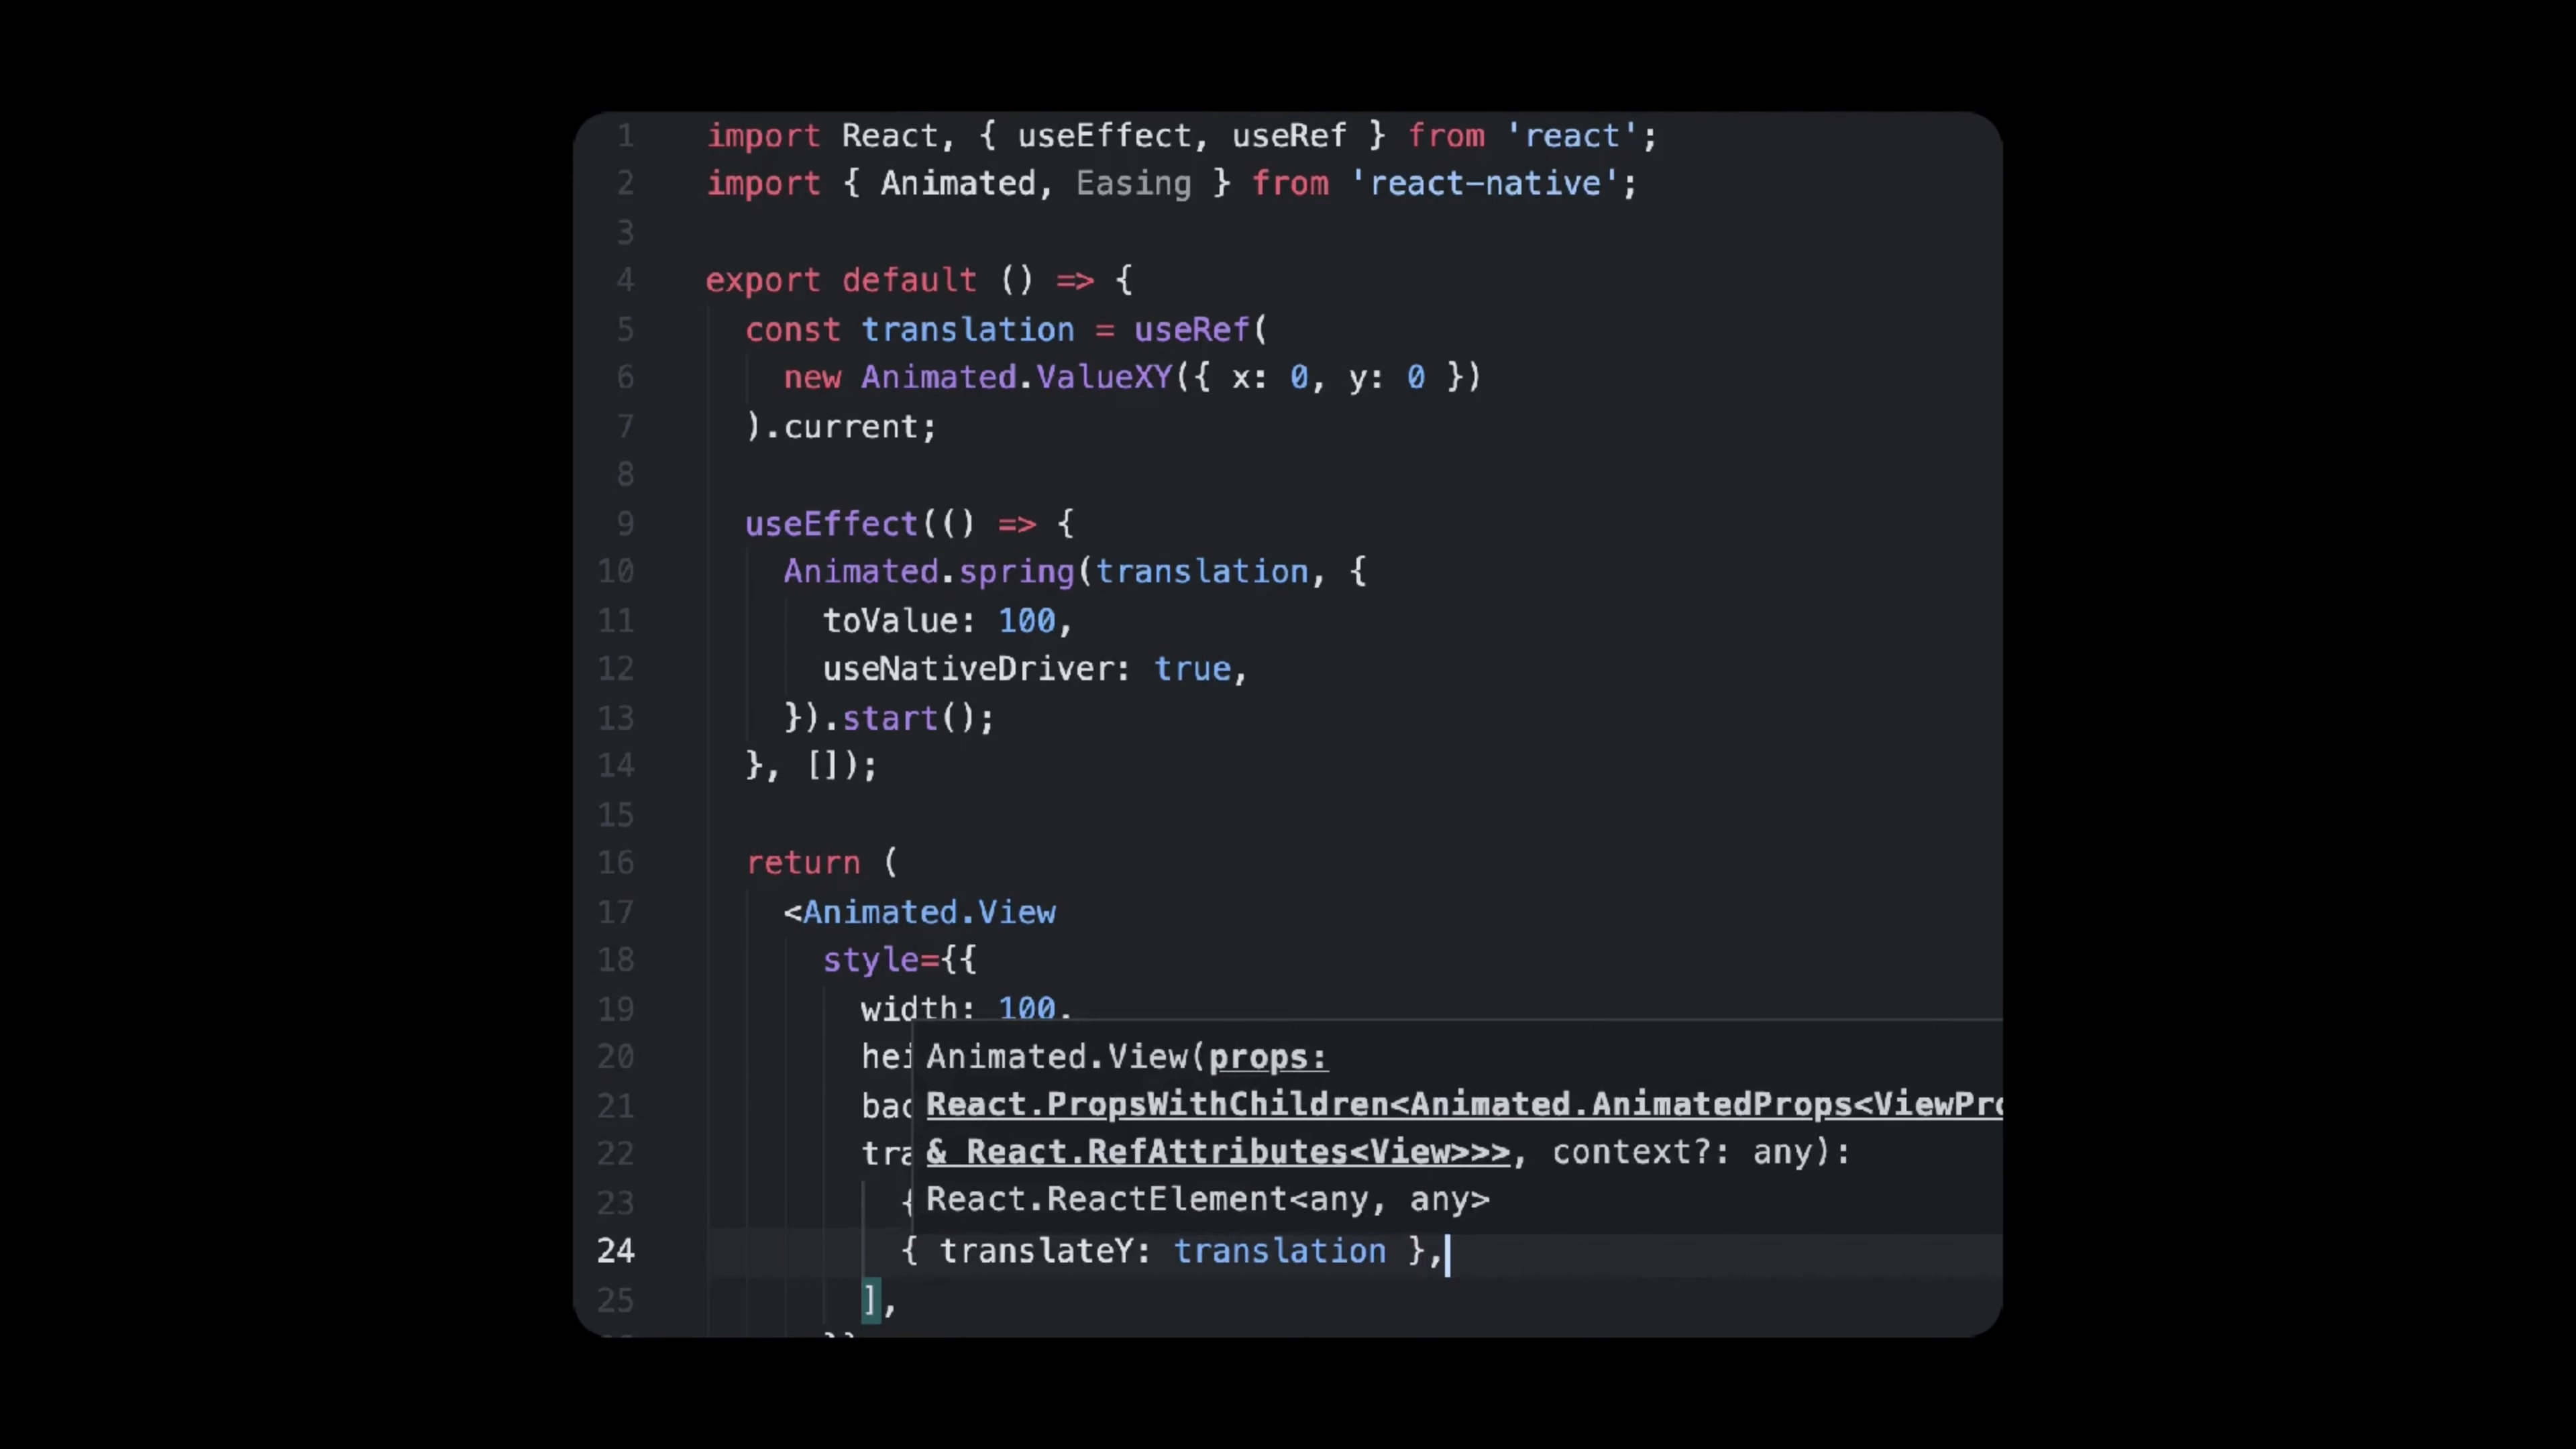 1 import React, { useEffect, useRef } from 'react';
2 import { Animated, Easing } from 'react-native';
3
4 export default () => {
5 const translation = useRef(
6 new Animated.ValueXY({ x: 0, y: 0 })
7 ).current;
8
9 useEffect(() => {
10 Animated.spring(translation, {
11 toValue: 100,
12 useNativeDriver: true,
13 }).start();
14 }, []);
15
16 return (
17 <Animated.View
18 style={{
19 width: 100,
20 hei Animated.View(props:
21 bac React.PropsWithChildren<Animated.AnimatedProps<ViewPro
22 tra & React.RefAttributes<View>>>, context?: any):
23 { React.ReactElement<any, any>
24 { translateY: translation },
25 ],